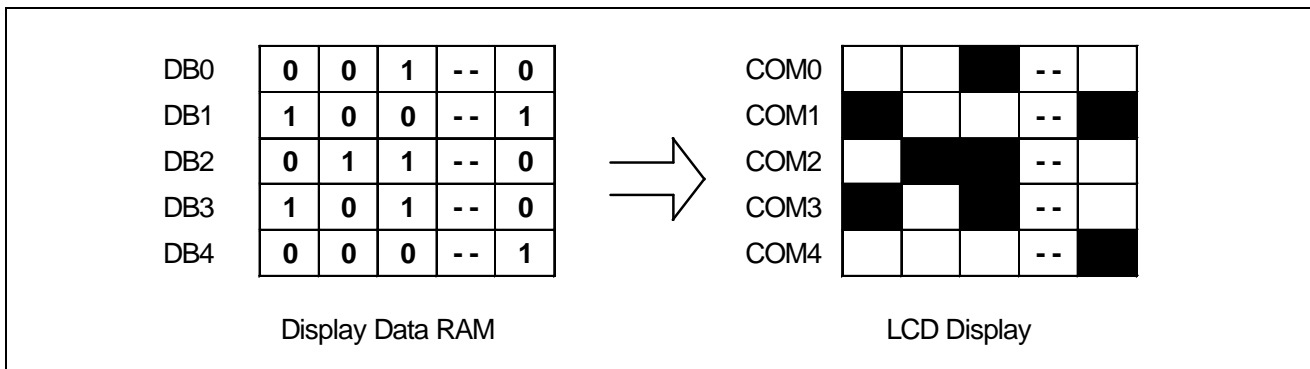 DB0 0 0 1 -- 0 COM0 --
DB1 1 0 0 -- 1 COM1 --
DB2 0 1 1 -- 0 COM2 --
DB3 1 0 1 -- 0 COM3 --
DB4 0 0 0 -- 1 COM4 --
Display Data RAM LCD Display